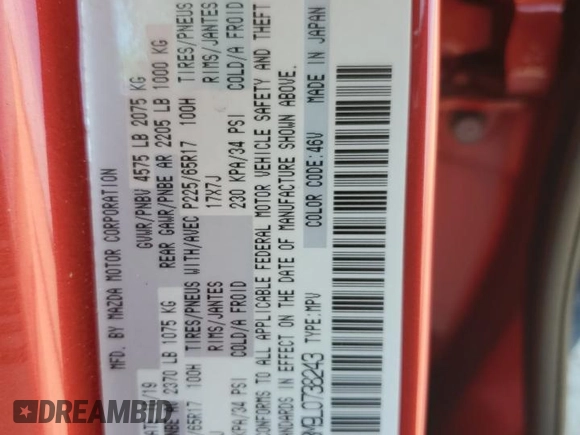 MFD. BY MAZDA MOTOR CORPORATION
GVWR/PNBV 4575 LB 2075 KG
2370 LB 1075 KG REAR GAWR/PNBE AR 2205 LB 1000 KG
65R17 100H TIRES/PNEUS WITH/AVEC P225/65R17 100H TIRES/PNEUS
RIMS/JANTES 17X7J RIMS/JANTES
KPA/34 PSI COLD/A FROID 230 KPA/34 PSI COLD/A FROID
CONFORMS TO ALL APPLICABLE FEDERAL MOTOR VEHICLE SAFETY AND THEFT
STANDARDS IN EFFECT ON THE DATE OF MANUFACTURE SHOWN ABOVE.
L0738243 TYPE:MPV COLOR CODE:46V MADE IN JAPAN
DREAMBID